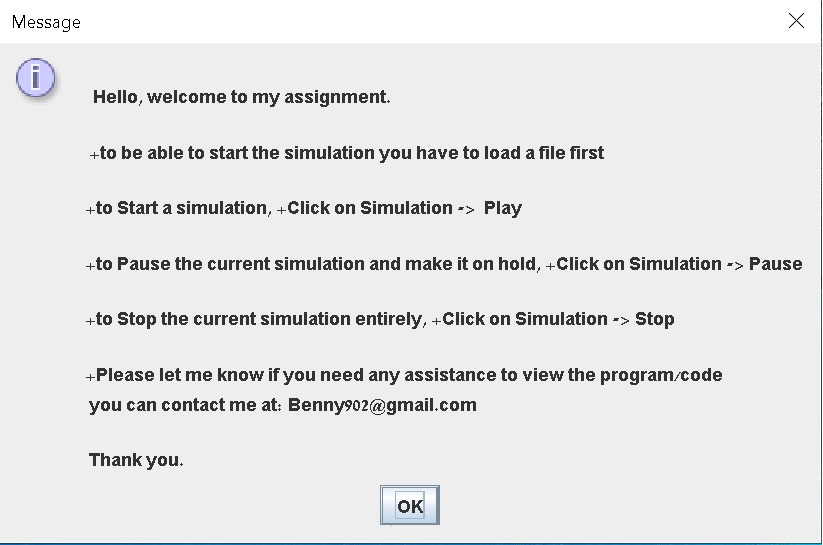 Message
Hello, welcome to my assignment.
+to be able to start the simulation you have to load a file first
+to Start a simulation, +Click on Simulation -> Play
+to Pause the current simulation and make it on hold, +Click on Simulation -> Pause
+to Stop the current simulation entirely, +Click on Simulation -> Stop
+Please let me know if you need any assistance to view the program/code
you can contact me at: Benny902@gmail.com
Thank you.
OK